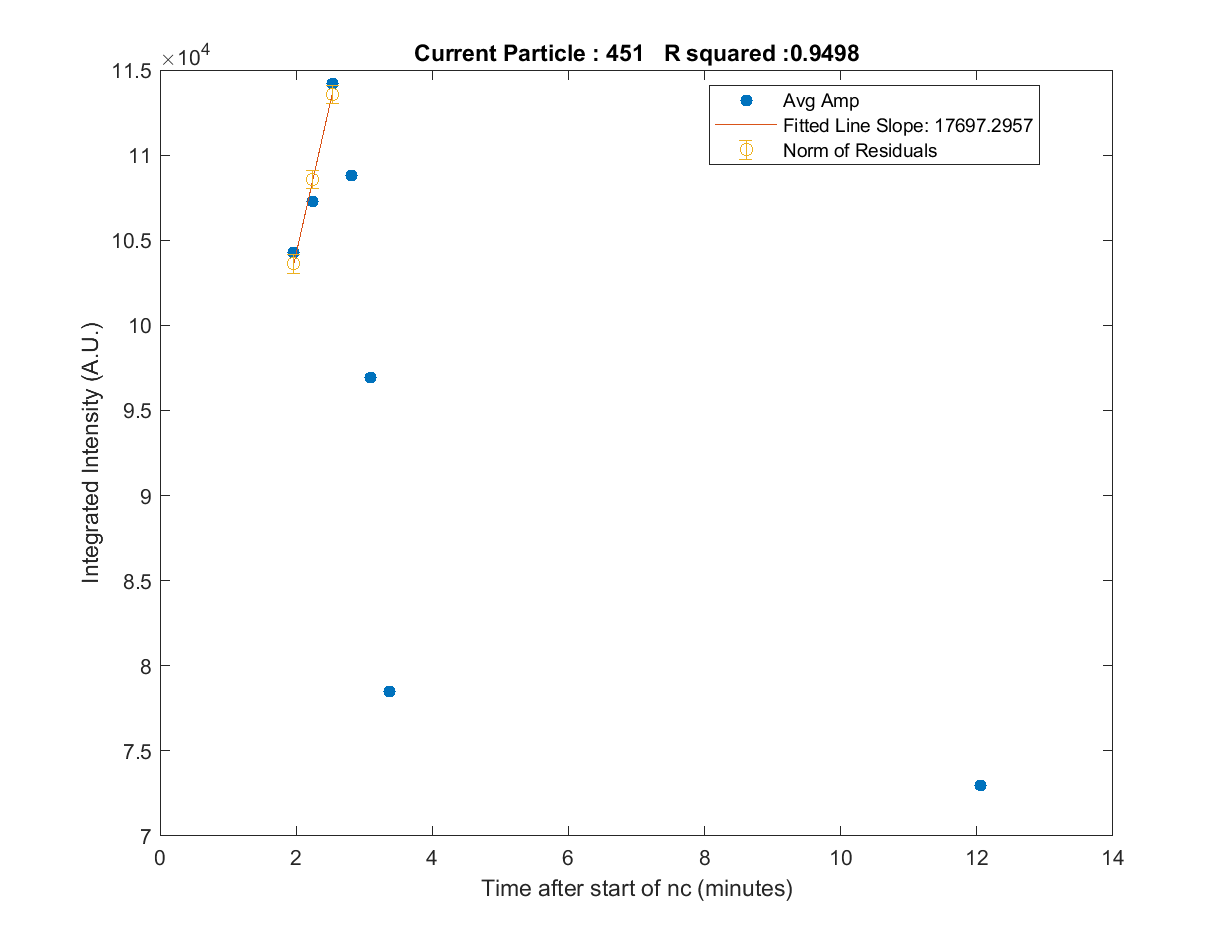 Current Particle : 451   R squared :0.9498
×10^4
11.5
11
10.5
10
9.5
9
8.5
8
7.5
7
0 2 4 6 8 10 12 14
Integrated Intensity (A.U.)
Time after start of nc (minutes)
Avg Amp
Fitted Line Slope: 17697.2957
Norm of Residuals